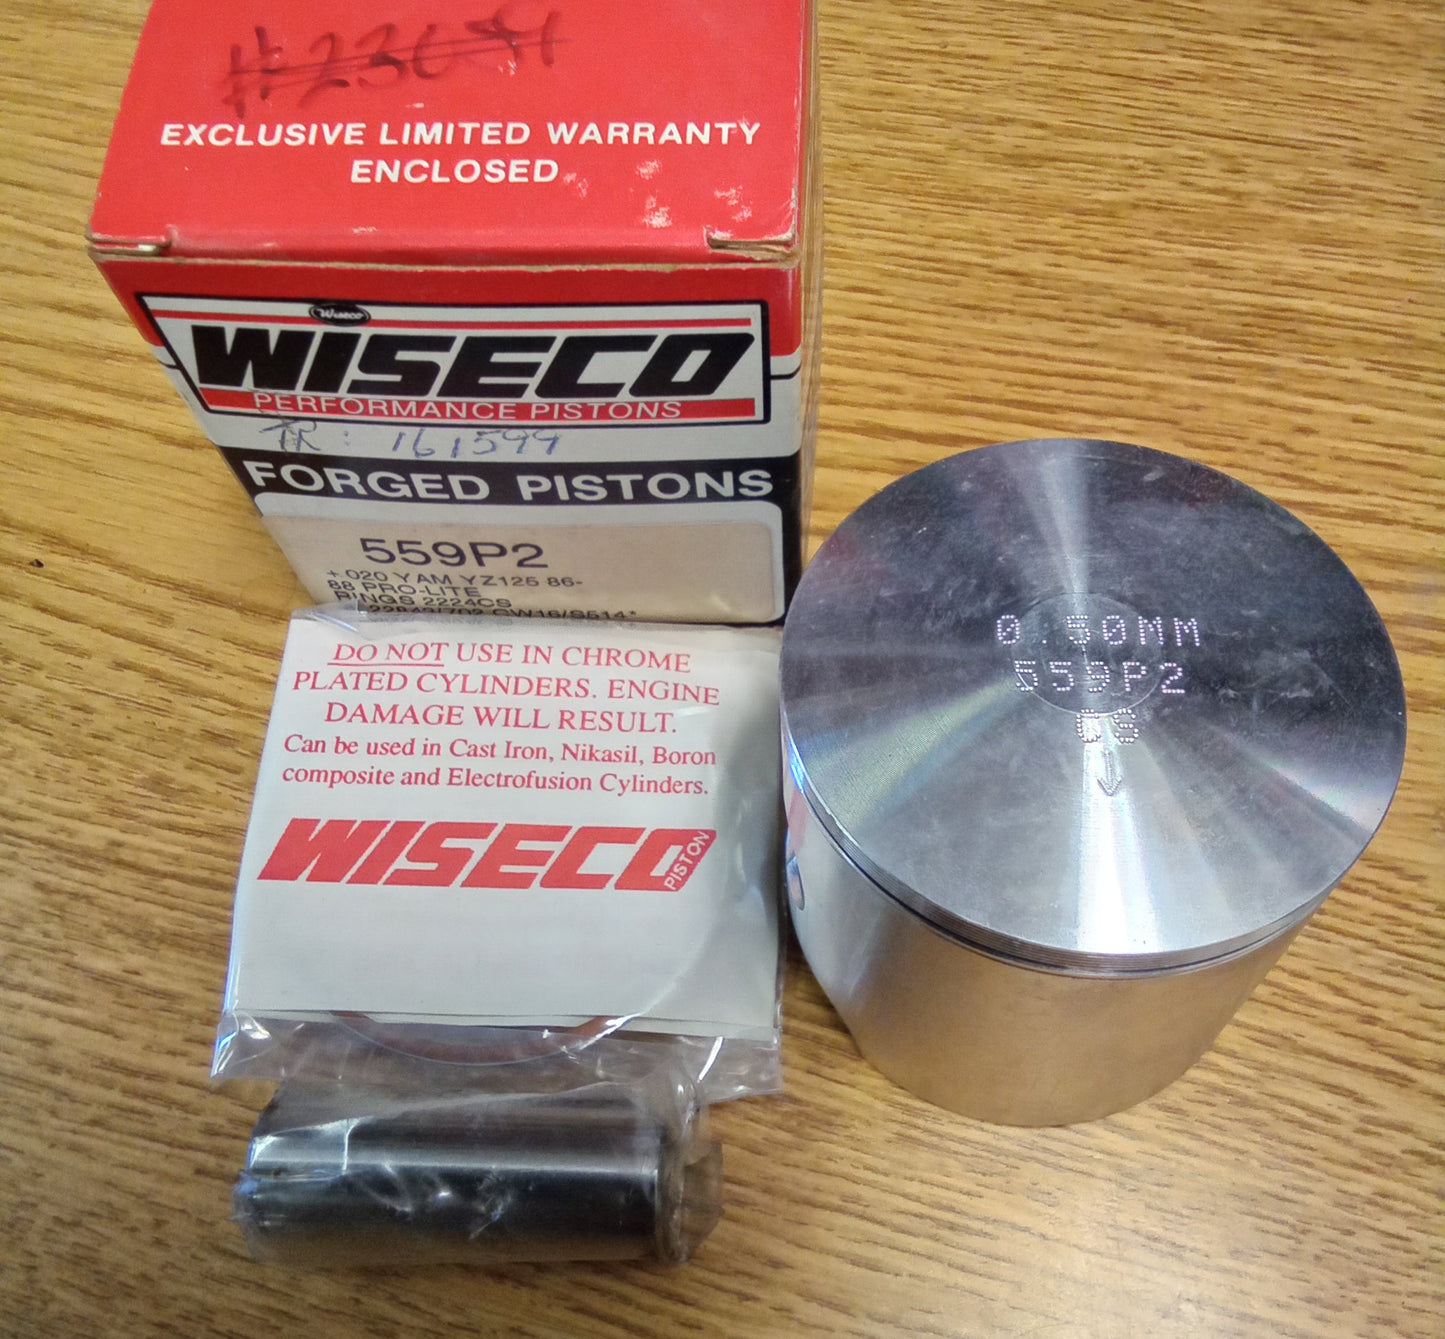 EXCLUSIVE LIMITED WARRANTY
ENCLOSED
Wiseco
WISECO
PERFORMANCE PISTONS
TR: 161599
FORGED PISTONS
559P2
+.020 YAM YZ125 86-
88 PRO-LITE
RINGS 2224CS
DO NOT USE IN CHROME
PLATED CYLINDERS. ENGINE
DAMAGE WILL RESULT.
Can be used in Cast Iron, Nikasil, Boron
composite and Electrofusion Cylinders.
WISECO
PISTON
0.50MM
559P2
CS